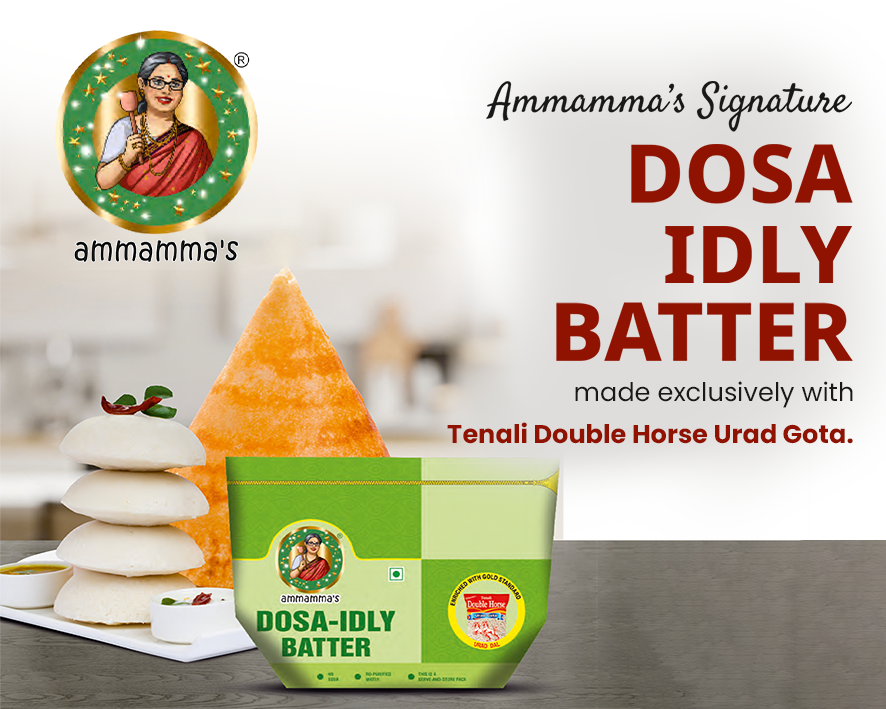 ®
ammamma's
Ammamma's Signature
DOSA
IDLY
BATTER
made exclusively with
Tenali Double Horse Urad Gota.
ammamma's
DOSA-IDLY
BATTER
ENRICHED WITH GOLD STANDARD
Double Horse
URAD DAL
NO
SODA
RO-PURIFIED
WATER
THIS IS A
SERVE-AND-STORE PACK